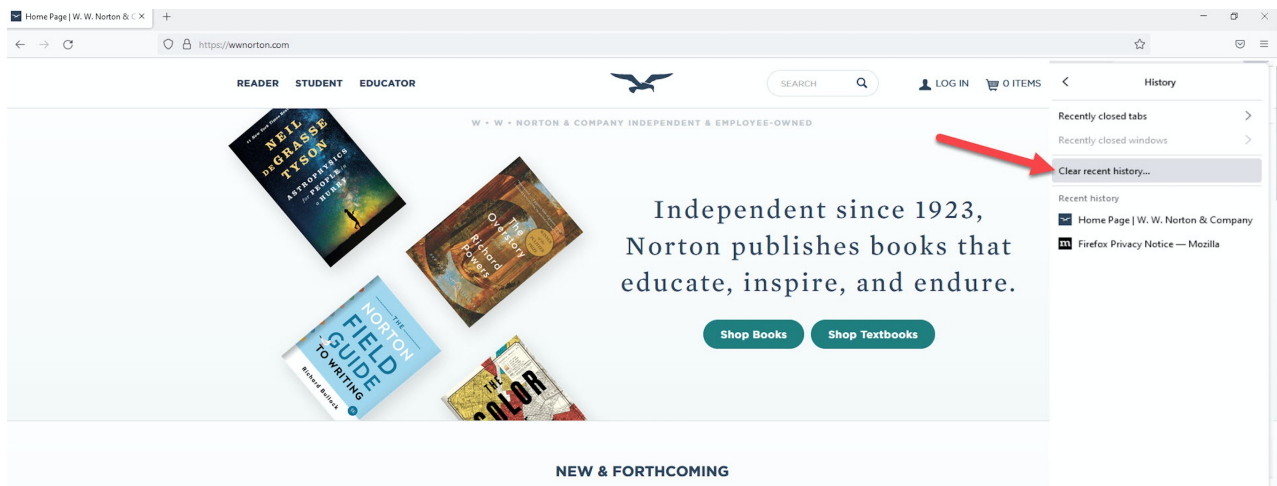 Home Page | W. W. Norton & C
https://wwnorton.com
READER STUDENT EDUCATOR
SEARCH
LOG IN
0 ITEMS
History
Recently closed tabs
Recently closed windows
Clear recent history...
Recent history
Home Page | W. W. Norton & Company
Firefox Privacy Notice — Mozilla
W • W • NORTON & COMPANY INDEPENDENT & EMPLOYEE-OWNED
NEIL
DEGRASSE
TYSON
ASTROPHYSICS
for PEOPLE in
a HURRY
The
Overstory
Richard
Powers
Independent since 1923,
Norton publishes books that
educate, inspire, and endure.
Shop Books
Shop Textbooks
THE
NORTON
FIELD
GUIDE
TO WRITING
Richard Bullock
THE
COLOR
NEW & FORTHCOMING